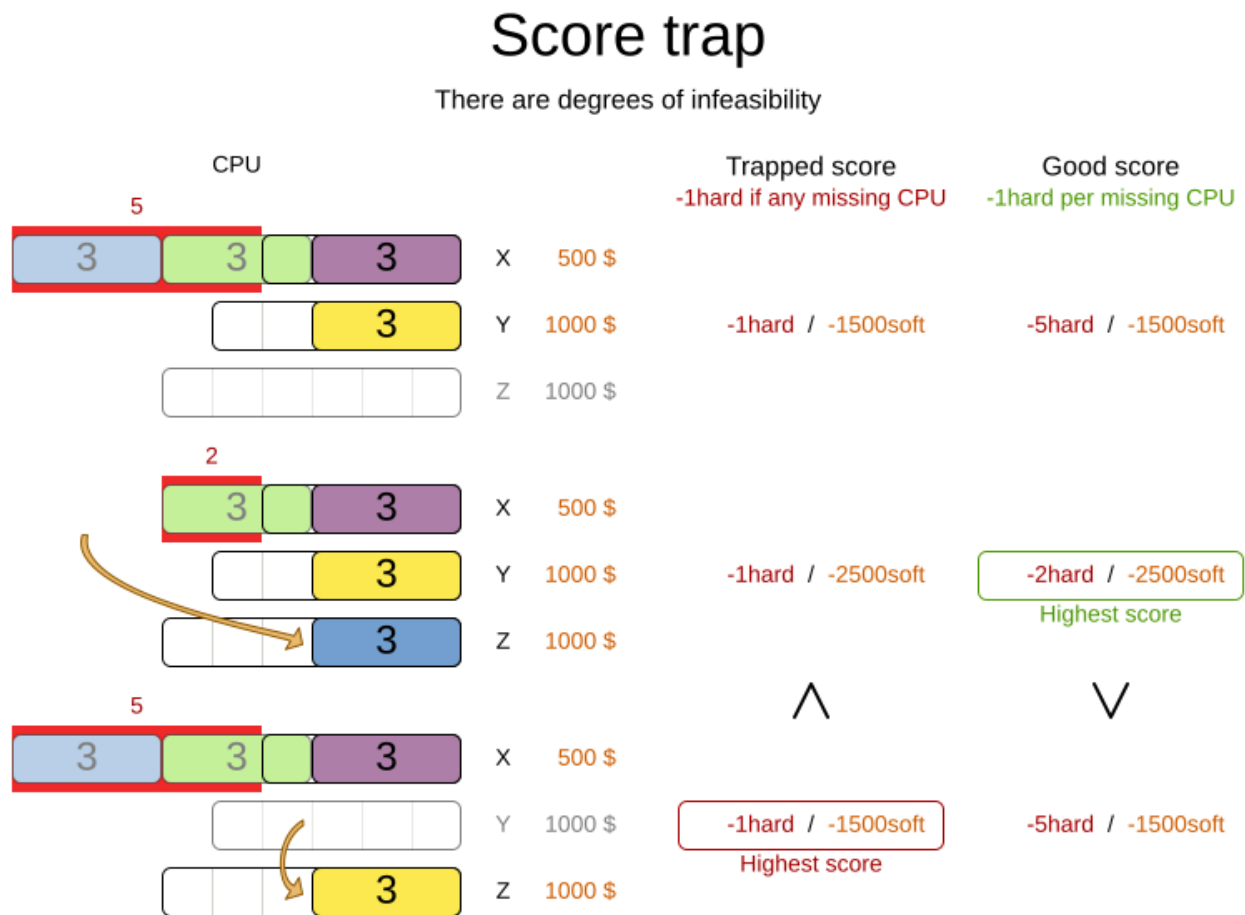 Score trap
There are degrees of infeasibility
CPU
Trapped score
Good score
-1hard if any missing CPU
-1hard per missing CPU
5
3 3 3 X 500 $
3 Y 1000 $ -1hard / -1500soft -5hard / -1500soft
Z 1000 $
2
3 3 X 500 $
3 Y 1000 $ -1hard / -2500soft -2hard / -2500soft
Highest score
3 Z 1000 $
5
3 3 3 X 500 $
Y 1000 $ -1hard / -1500soft -5hard / -1500soft
Highest score
3 Z 1000 $